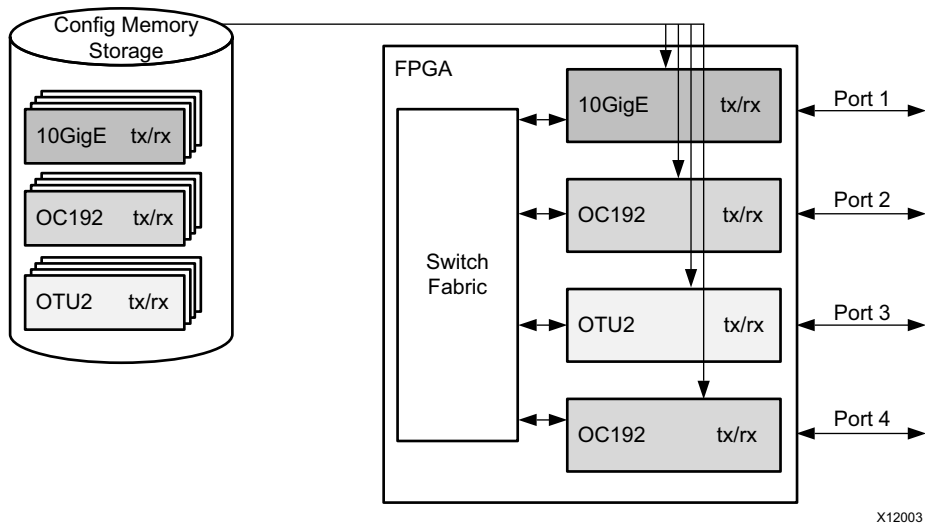 Config Memory
Storage
10GigE tx/rx
OC192 tx/rx
OTU2 tx/rx
FPGA
Switch
Fabric
10GigE tx/rx
OC192 tx/rx
OTU2 tx/rx
OC192 tx/rx
Port 1
Port 2
Port 3
Port 4
X12003